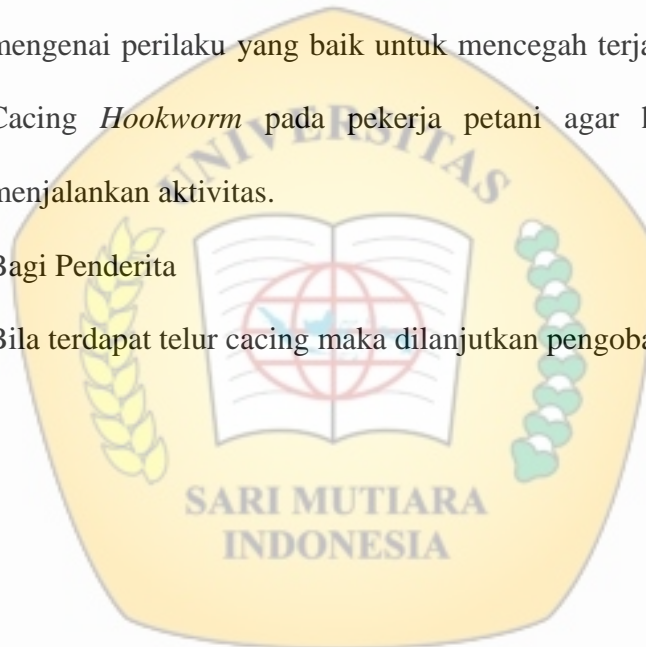 mengenai perilaku yang baik untuk mencegah terja
Cacing Hookworm pada pekerja petani agar
menjalankan aktivitas.
Bagi Penderita
Bila terdapat telur cacing maka dilanjutkan pengoba
UNIVERSITAS
SARI MUTIARA
INDONESIA